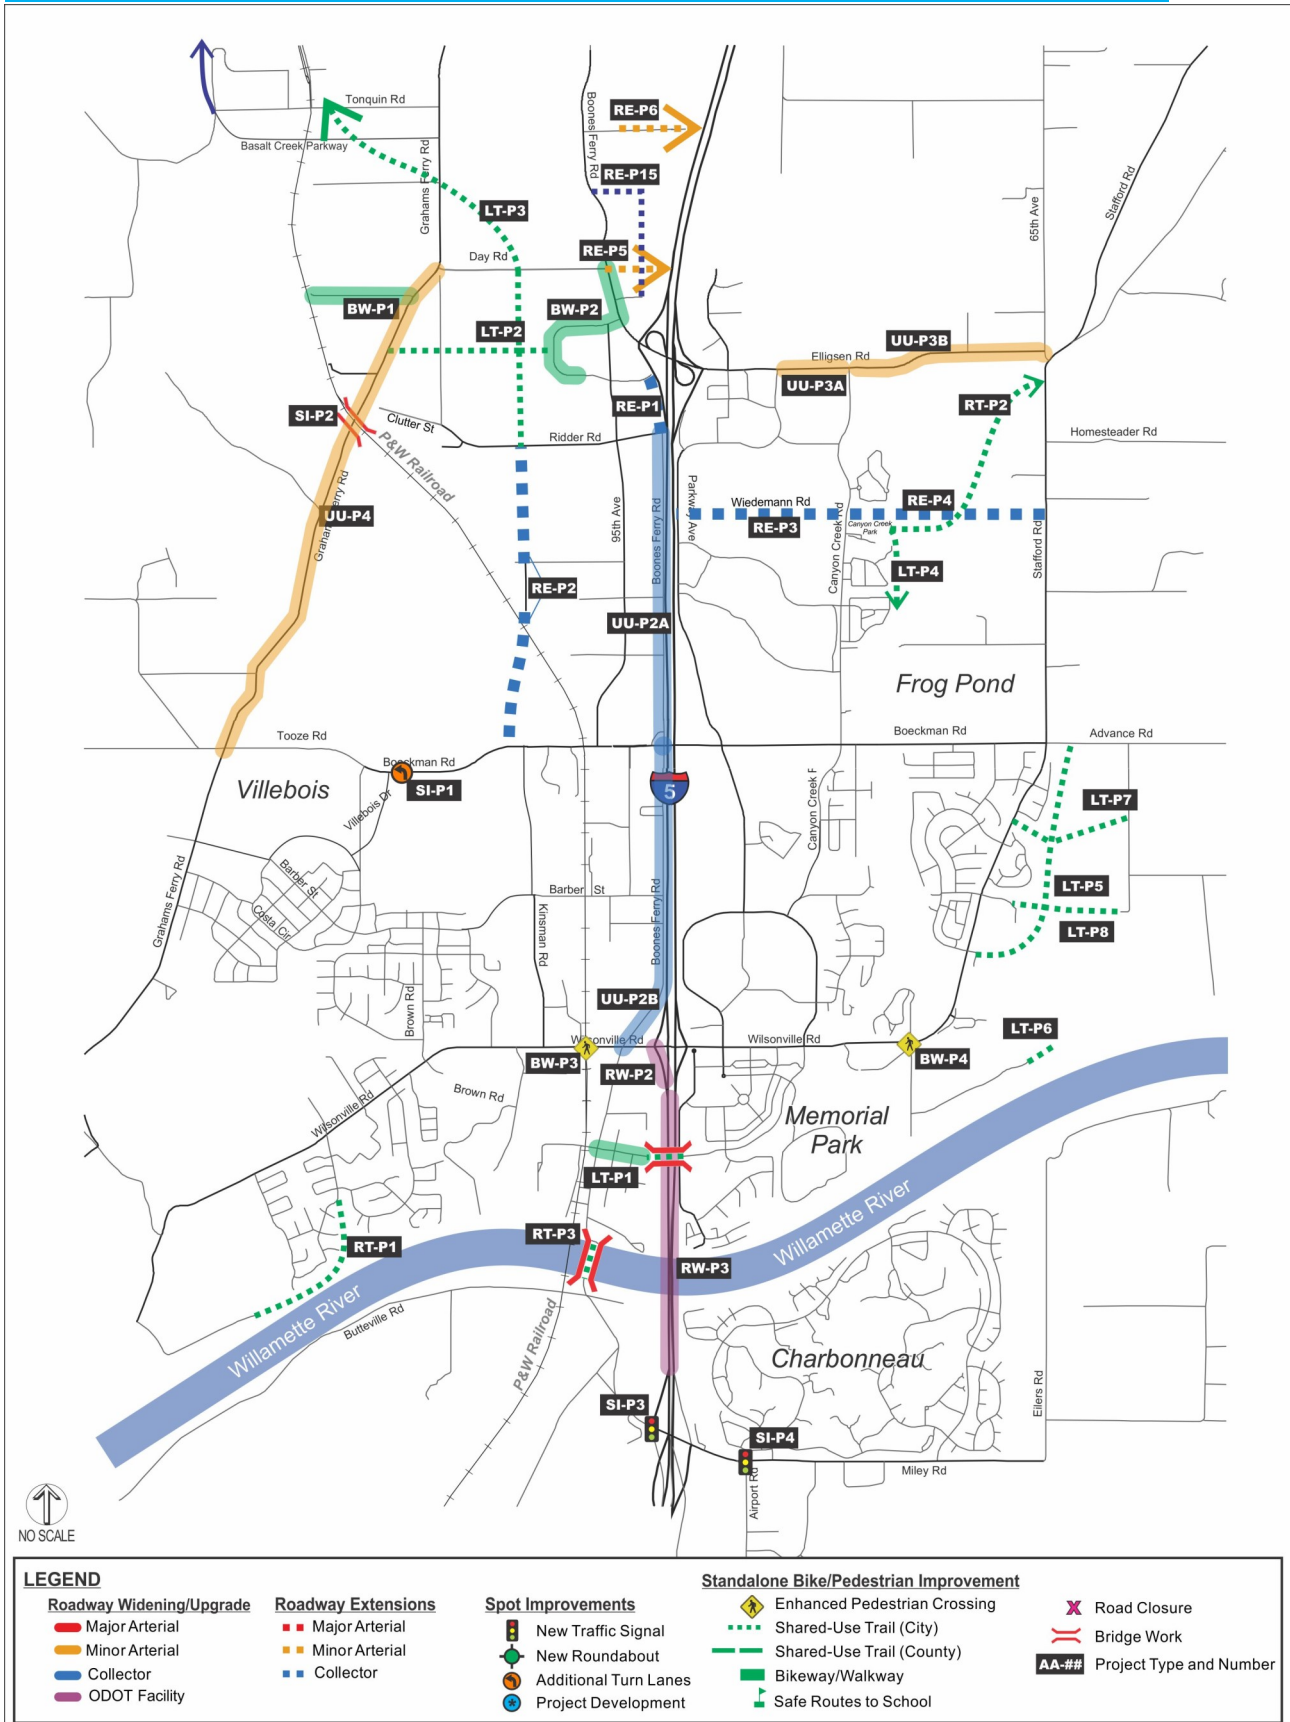 Tonquin Rd
Basalt Creek Parkway
Grahams Ferry Rd
Boones Ferry Rd
RE-P6
RE-P15
Stafford Rd
65th Ave
LT-P3
Day Rd
RE-P5
BW-P1
BW-P2
LT-P2
UU-P3B
Elligsen Rd
UU-P3A
RE-P1
RT-P2
SI-P2
Clutter St
P&W Railroad
Ridder Rd
Homesteader Rd
Grahams Ferry Rd
UU-P4
95th Ave
Boones Ferry Rd
Parkway Ave
Wiedemann Rd
RE-P4
RE-P3
Canyon Creek Rd
Canyon Creek
Park
Stafford Rd
LT-P4
RE-P2
UU-P2A
Frog Pond
Tooze Rd
Boeckman Rd
Advance Rd
Boeckman Rd
SI-P1
Villebois
Villebois Dr
5
Canyon Creek R
LT-P7
Grahams Ferry Rd
Barber St
Costa Cir
Barber St
Kinsman Rd
Boones Ferry Rd
LT-P5
LT-P8
Brown Rd
UU-P2B
LT-P6
Wilsonville Rd
Wilsonville Rd
BW-P3
RW-P2
BW-P4
Brown Rd
Wilsonville Rd
Memorial
Park
LT-P1
RT-P1
RT-P3
RW-P3
Willamette River
Willamette River
Butteville Rd
P&W Railroad
Charbonneau
Eilers Rd
SI-P3
SI-P4
Miley Rd
Airport Rd
NO SCALE
LEGEND
Roadway Widening/Upgrade
Major Arterial
Minor Arterial
Collector
ODOT Facility
Roadway Extensions
Major Arterial
Minor Arterial
Collector
Spot Improvements
New Traffic Signal
New Roundabout
Additional Turn Lanes
Project Development
Standalone Bike/Pedestrian Improvement
Enhanced Pedestrian Crossing
Shared-Use Trail (City)
Shared-Use Trail (County)
Bikeway/Walkway
Safe Routes to School
Road Closure
Bridge Work
AA-## Project Type and Number